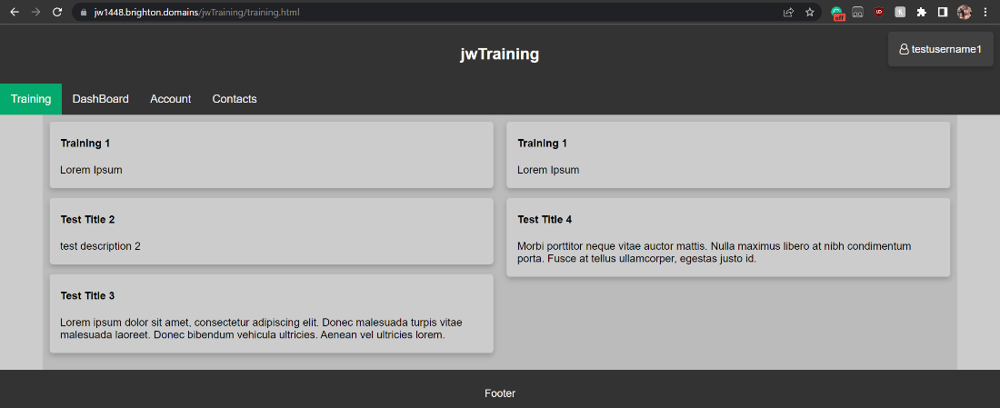 jw1448.brighton.domains/jwTraining/training.html
off
jwTraining
testusername1
Training DashBoard Account Contacts
Training 1
Lorem Ipsum
Test Title 2
test description 2
Test Title 3
Lorem ipsum dolor sit amet, consectetur adipiscing elit. Donec malesuada turpis vitae
malesuada laoreet. Donec bibendum vehicula ultricies. Aenean vel ultricies lorem.
Training 1
Lorem Ipsum
Test Title 4
Morbi porttitor neque vitae auctor mattis. Nulla maximus libero at nibh condimentum
porta. Fusce at tellus ullamcorper, egestas justo id.
Footer